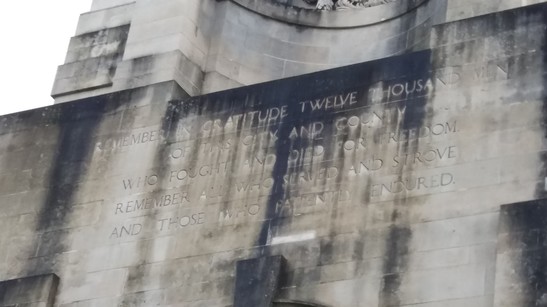 REMEMBER IN GRATITUDE TWELVE THOUSAND MEN
OF THIS CITY AND COUNTY
WHO FOUGHT AND DIED FOR FREEDOM
REMEMBER ALL WHO SERVED AND STROVE
AND THOSE WHO PATIENTLY ENDURED.